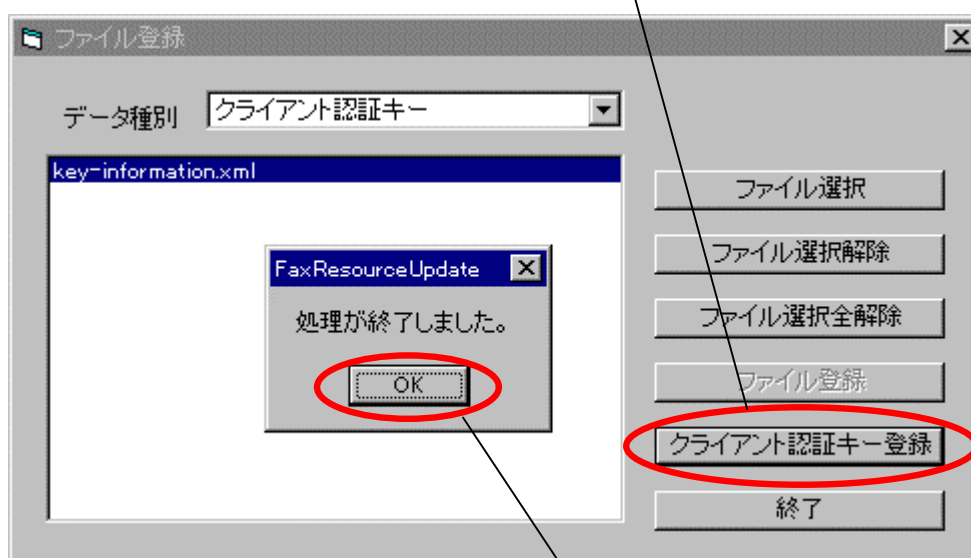 ファイル登録
データ種別
クライアント認証キー
key-information.xml
ファイル選択
ファイル選択解除
ファイル選択全解除
ファイル登録
クライアント認証キー登録
終了
FaxResourceUpdate
処理が終了しました。
OK